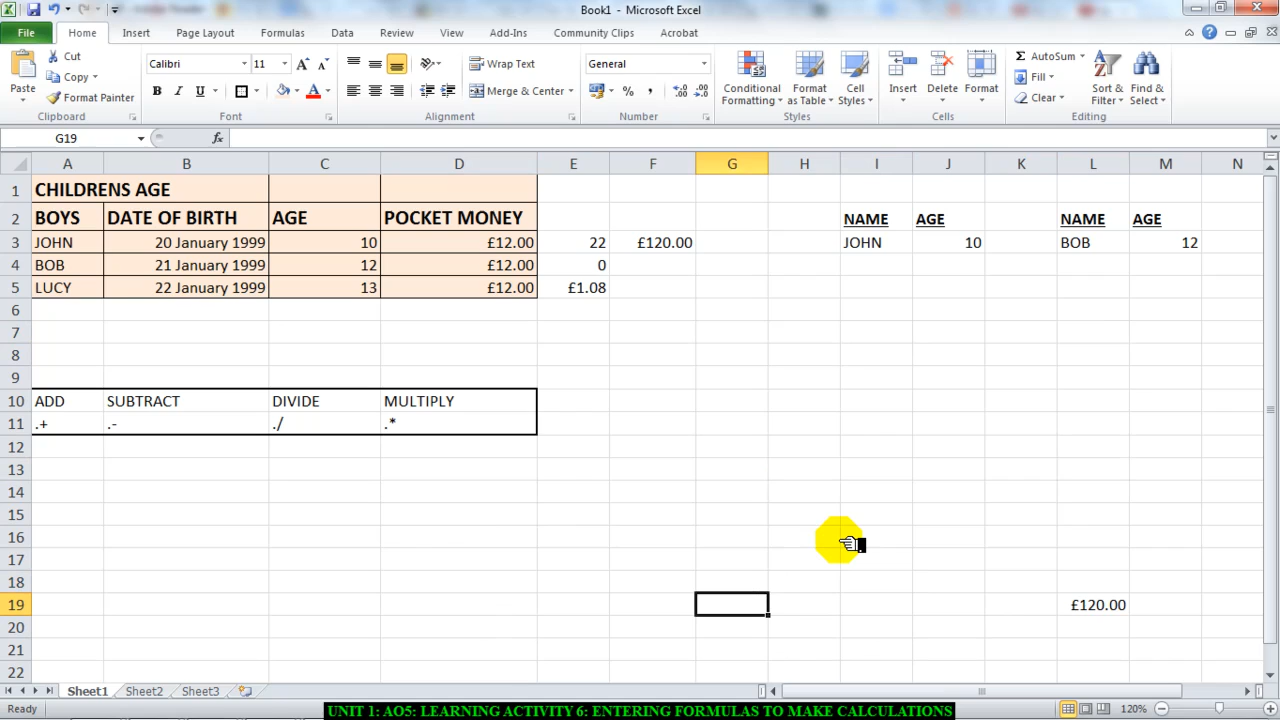 Book1 - Microsoft Excel
File Home Insert Page Layout Formulas Data Review View Add-Ins Community Clips Acrobat
Paste
Cut
Copy
Format Painter
Clipboard
Calibri 11
B I U A
Font
Wrap Text
Merge & Center
Alignment
General
% ,
Number
Conditional Formatting
Format as Table
Cell Styles
Styles
Insert Delete Format
Cells
Σ AutoSum
Fill
Clear
Sort & Filter
Find & Select
Editing
G19 fx
A B C D E F G H I J K L M N
1 CHILDRENS AGE
2 BOYS DATE OF BIRTH AGE POCKET MONEY NAME AGE NAME AGE
3 JOHN 20 January 1999 10 £12.00 22 £120.00 JOHN 10 BOB 12
4 BOB 21 January 1999 12 £12.00 0
5 LUCY 22 January 1999 13 £12.00 £1.08
6
7
8
9
10 ADD SUBTRACT DIVIDE MULTIPLY
11 .+ .- ./ .*
12
13
14
15
16
17
18
19 £120.00
20
21
22
Sheet1 Sheet2 Sheet3
Ready 120%
UNIT 1: AO5: LEARNING ACTIVITY 6: ENTERING FORMULAS TO MAKE CALCULATIONS